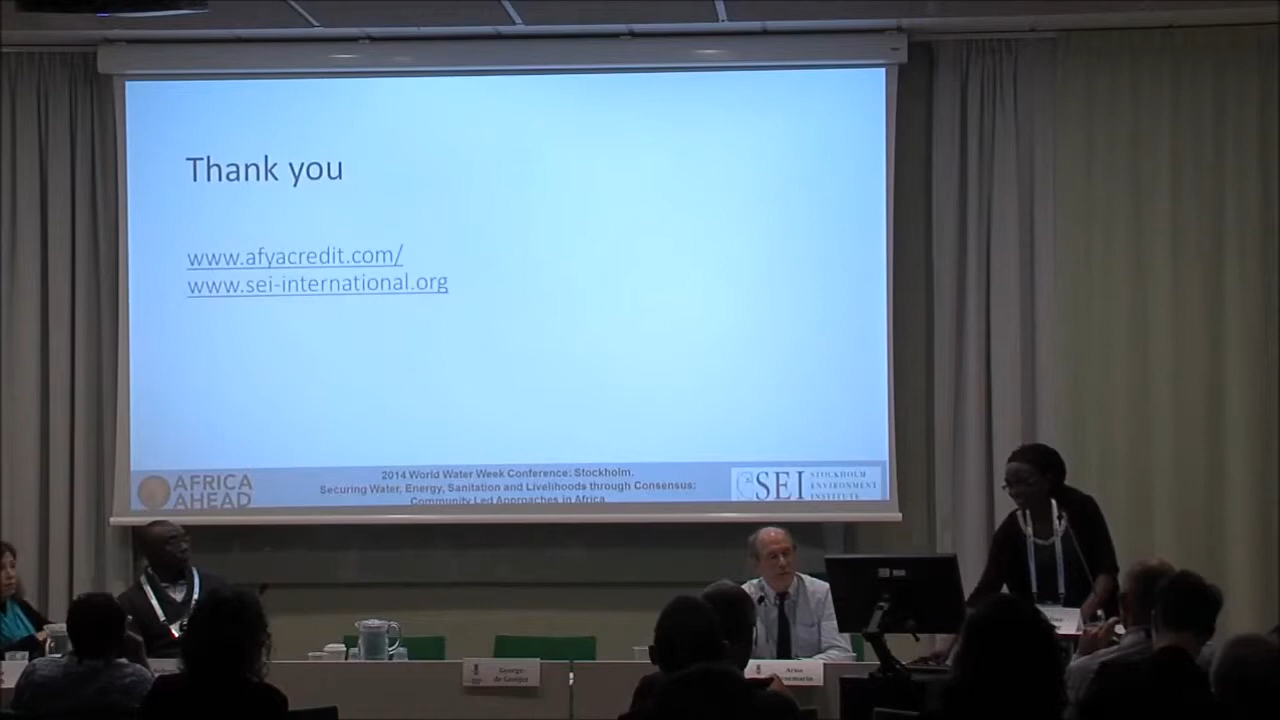 Thank you
www.afyacredit.com/
www.sei-international.org
AFRICA
AHEAD
2014 World Water Week Conference: Stockholm.
Securing Water, Energy, Sanitation and Livelihoods through Consensus:
Community Led Approaches in Africa
SEI
STOCKHOLM
ENVIRONMENT
INSTITUTE
George
de Gooijer
Arno